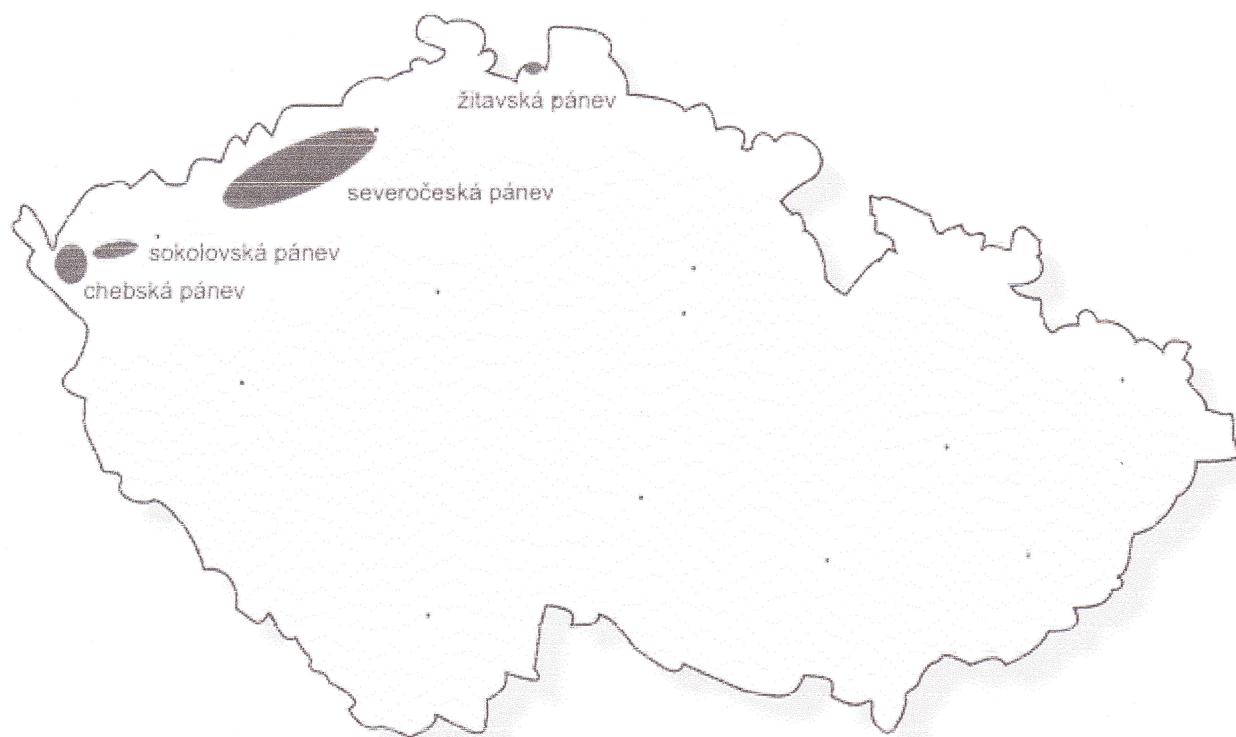 žitavská pánev
severočeská pánev
sokolovská pánev
chebská pánev